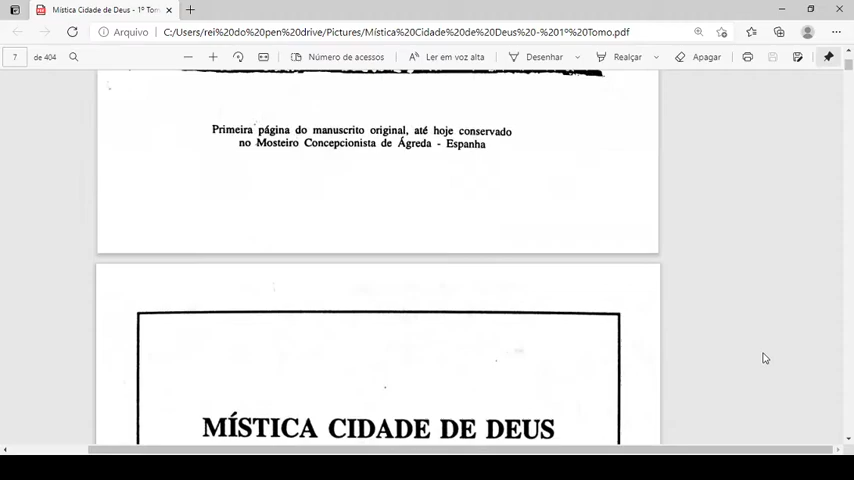 Mística Cidade de Deus - 1º Tom
Arquivo
C:/Users/rei%20do%20pen%20drive/Pictures/Mística%20Cidade%20de%20Deus%20-%201º%20Tomo.pdf
7 de 404
Número de acessos
Ler em voz alta
Desenhar
Realçar
Apagar
Primeira página do manuscrito original, até hoje conservado
no Mosteiro Concepcionista de Ágreda - Espanha
MÍSTICA CIDADE DE DEUS